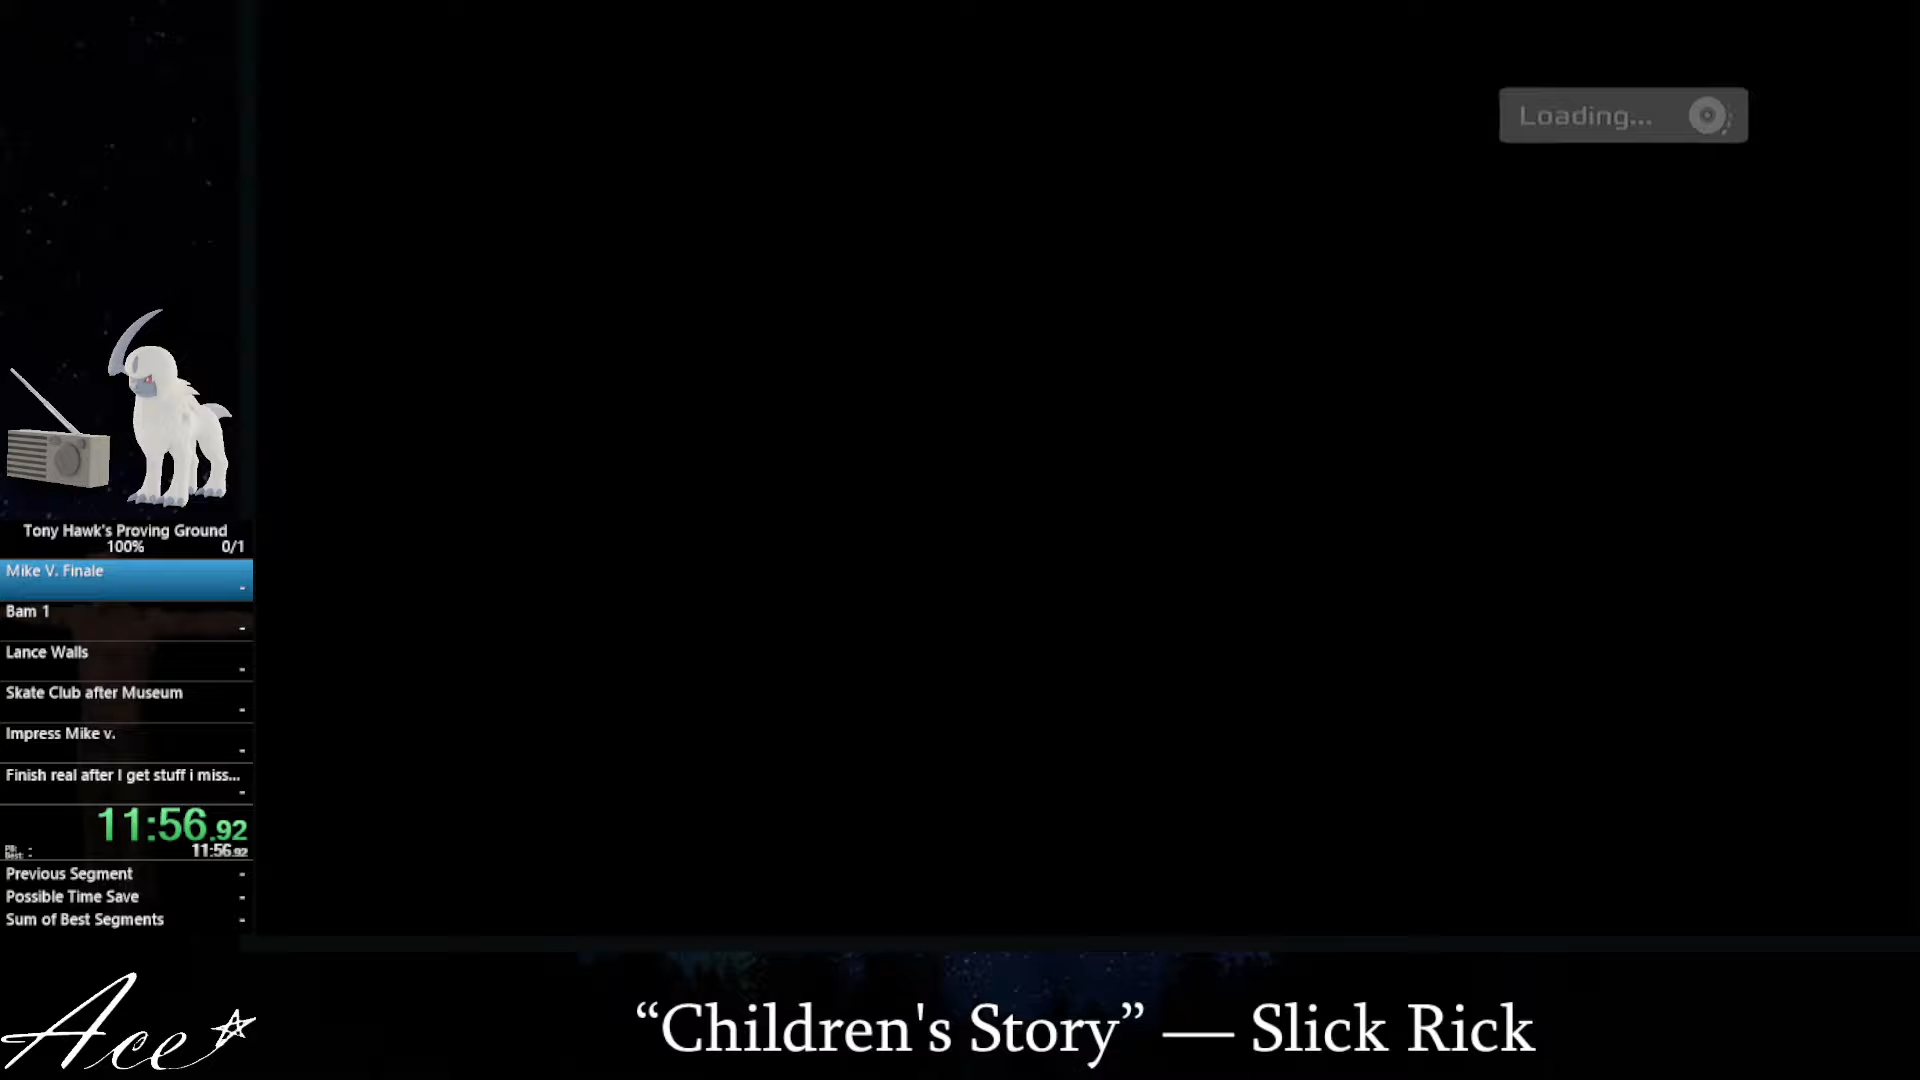 Loading...
Tony Hawk's Proving Ground
100% 0/1
Mike V. Finale
-
Bam 1
-
Lance Walls
-
Skate Club after Museum
-
Impress Mike v.
-
Finish real after I get stuff i miss...
-
11:56.92
PB: -
Best: -
11:56.92
Previous Segment -
Possible Time Save -
Sum of Best Segments -
Ace
“Children's Story” — Slick Rick